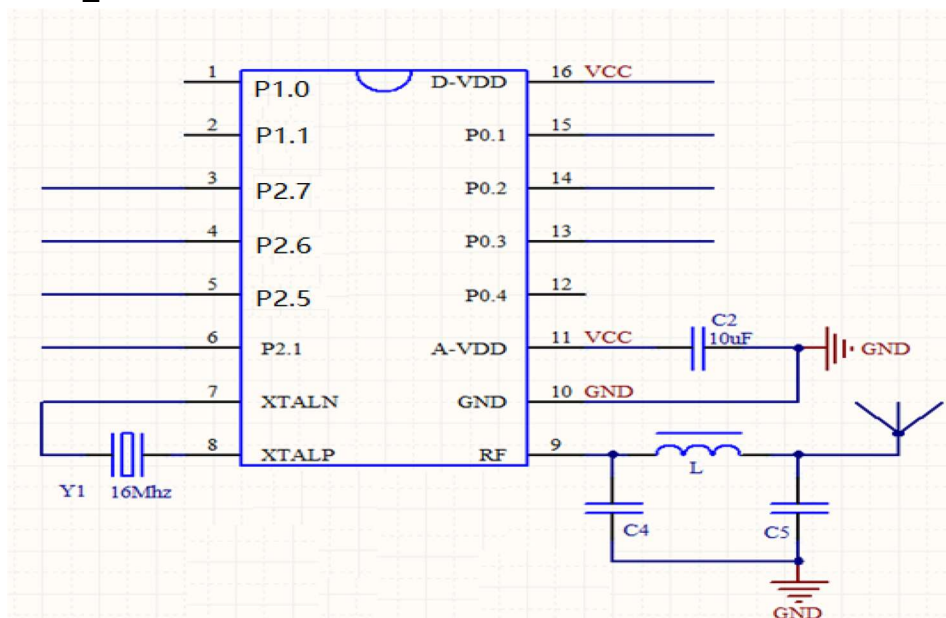 1 P1.0 D-VDD 16 VCC
2 P1.1 P0.1 15
3 P2.7 P0.2 14
4 P2.6 P0.3 13
5 P2.5 P0.4 12
C2
6 P2.1 A-VDD 11 VCC 10uF GND
7 XTALN GND 10 GND
8 XTALP RF 9
L
Y1 16Mhz
C4 C5
GND